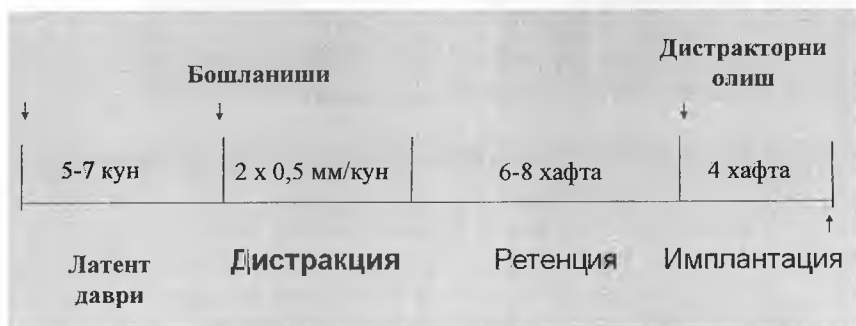 Дистракторни
олиш
Бошланиши
5-7 кун
2 х 0,5 мм/кун
6-8 хафта
4 хафта
Латент
даври
Дистракция
Ретенция
Имплантация